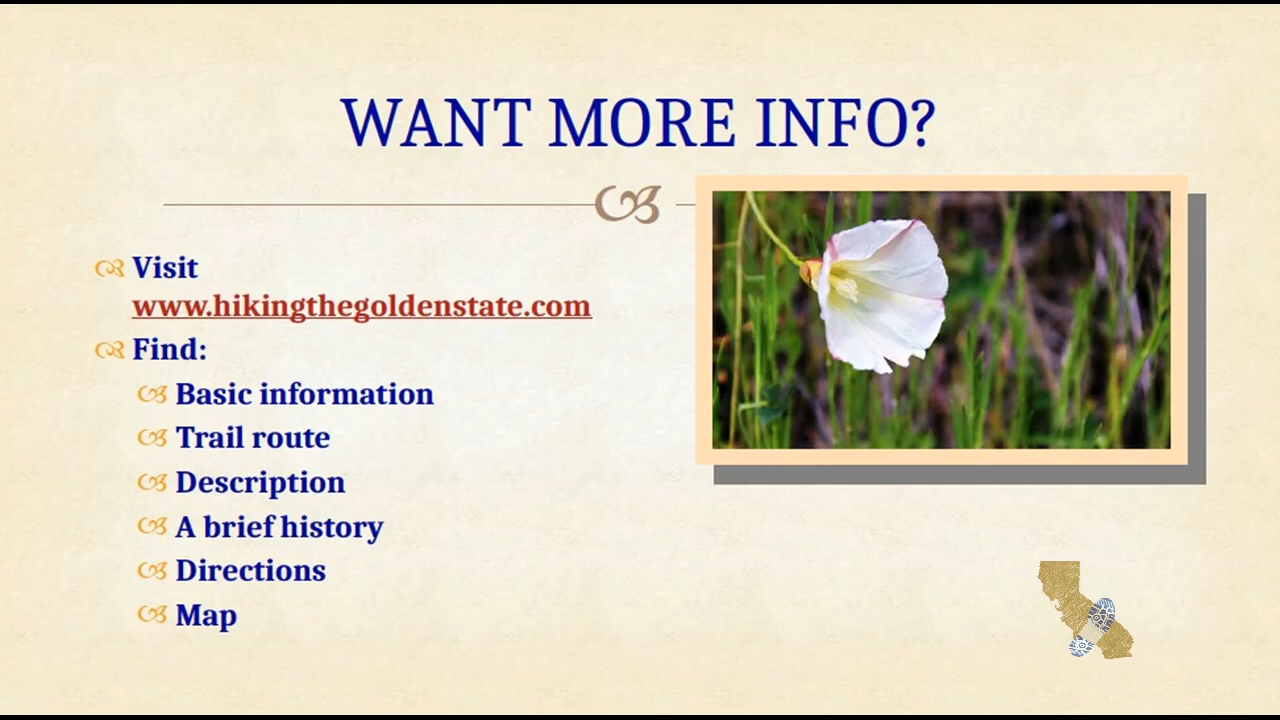 WANT MORE INFO?
Visit
www.hikingthegoldenstate.com
Find:
Basic information
Trail route
Description
A brief history
Directions
Map